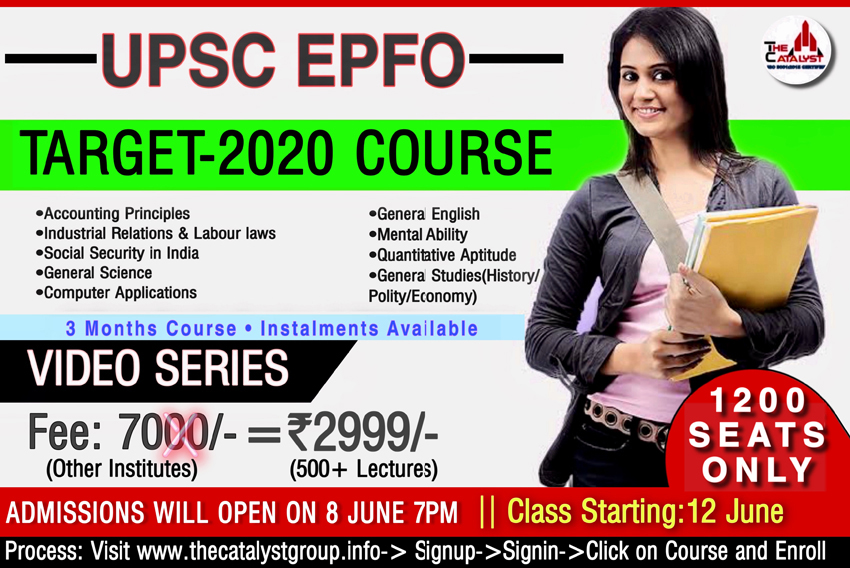 UPSC EPFO
THE
CATALYST
TARGET-2020 COURSE
•Accounting Principles
•Industrial Relations & Labour laws
•Social Security in India
•General Science
•Computer Applications
•General English
•Mental Ability
•Quantitative Aptitude
•General Studies(History/
Polity/Economy)
3 Months Course • Instalments Available
VIDEO SERIES
Fee: 7000/- = ₹2999/-
(Other Institutes) (500+ Lectures)
1200
SEATS
ONLY
ADMISSIONS WILL OPEN ON 8 JUNE 7PM || Class Starting:12 June
Process: Visit www.thecatalystgroup.info-> Signup->Signin->Click on Course and Enroll